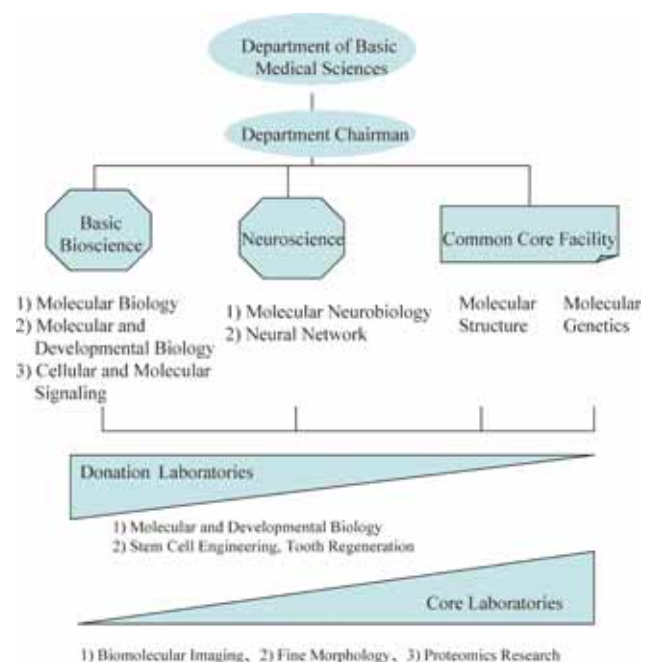 Department of Basic
Medical Sciences
Department Chairman
Basic
Bioscience
Neuroscience
Common Core Facility
1) Molecular Biology
2) Molecular and
Developmental Biology
3) Cellular and Molecular
Signaling
1) Molecular Neurobiology
2) Neural Network
Molecular
Structure
Molecular
Genetics
Donation Laboratories
1) Molecular and Developmental Biology
2) Stem Cell Engineering, Tooth Regeneration
Core Laboratories
1) Biomolecular Imaging、2) Fine Morphology、3) Proteomics Research